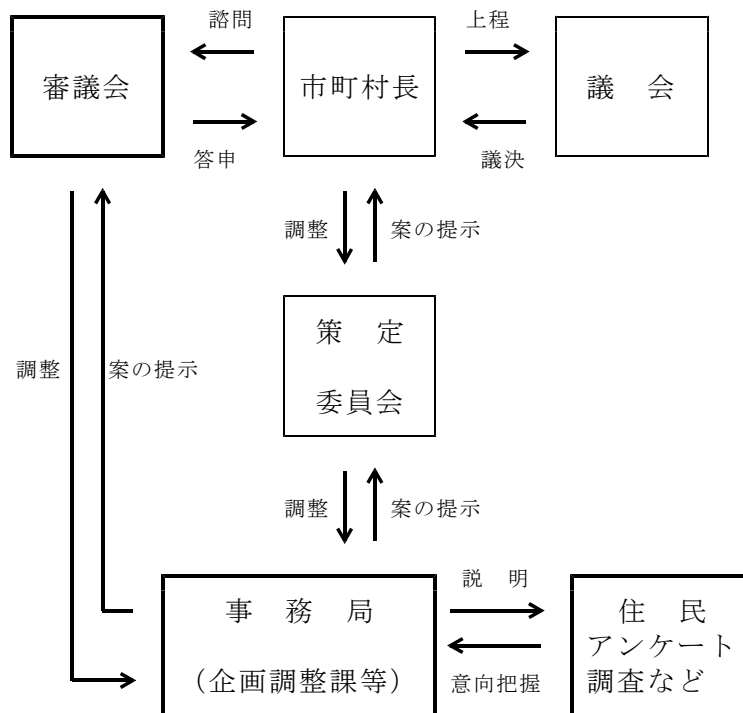 諮問
上程
審議会
市町村長
議　会
答申
議決
調整
案の提示
策　定
委員会
調整
案の提示
調整
案の提示
説　明
事　務　局
（企画調整課等）
意向把握
住　民
アンケート
調査など